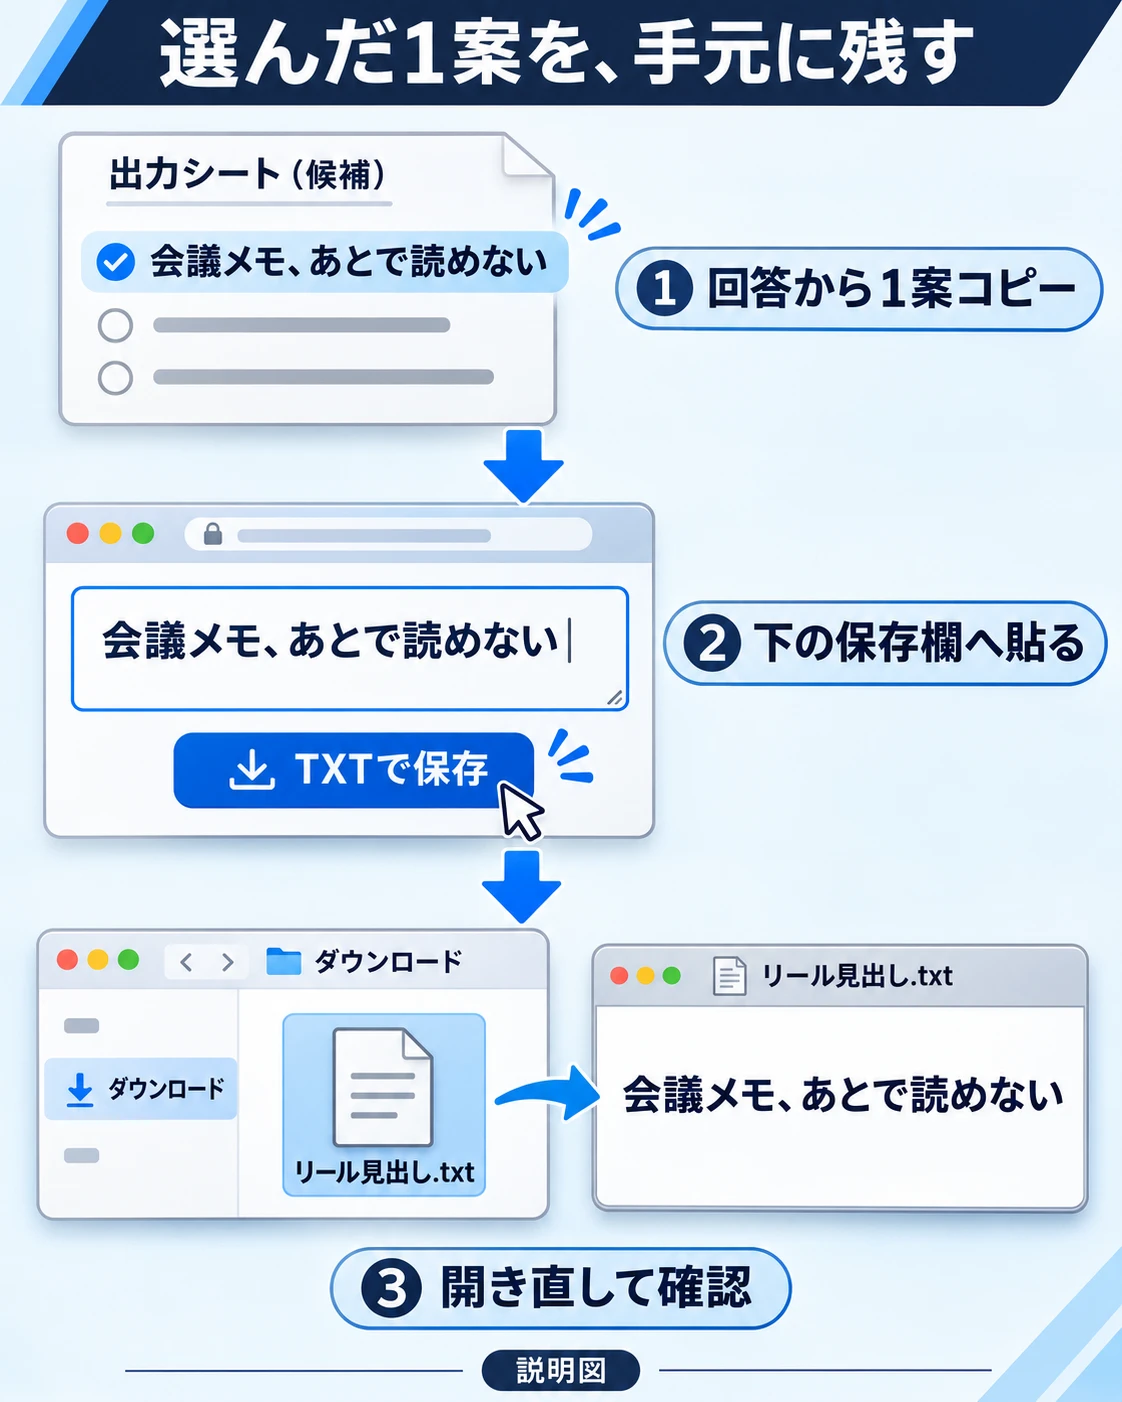 選んだ1案を、手元に残す
出力シート（候補）
会議メモ、あとで読めない
1 回答から1案コピー
会議メモ、あとで読めない
2 下の保存欄へ貼る
TXTで保存
ダウンロード
ダウンロード
リール見出し.txt
リール見出し.txt
会議メモ、あとで読めない
3 開き直して確認
説明図